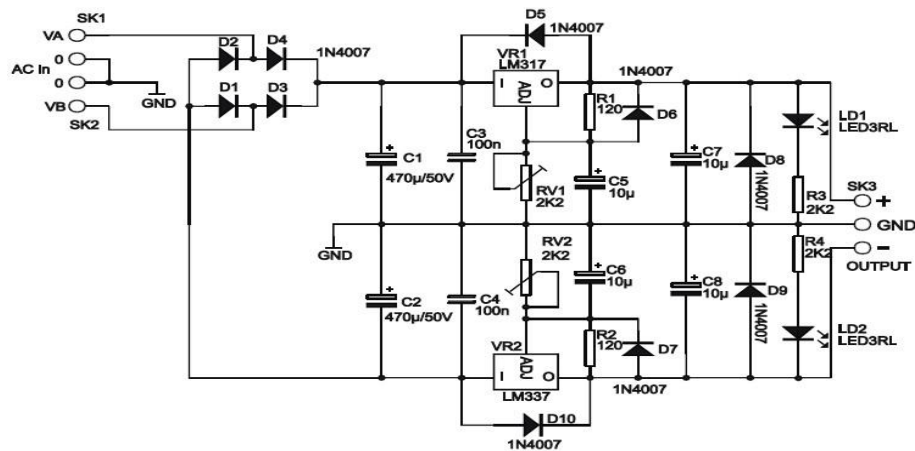 SK1
VA
0
AC In
0
VB
SK2
GND
D2
D4
D1
D3
1N4007
D5
1N4007
VR1
LM317
I
O
ADJ
1N4007
R1
120
D6
C1
470µ/50V
C3
100n
RV1
2K2
C5
10µ
C7
10µ
D8
1N4007
LD1
LED3RL
R3
2K2
SK3
+
GND
−
OUTPUT
GND
C2
470µ/50V
C4
100n
RV2
2K2
C6
10µ
C8
10µ
D9
1N4007
R4
2K2
LD2
LED3RL
VR2
I
O
ADJ
LM337
R2
120
D7
1N4007
D10
1N4007